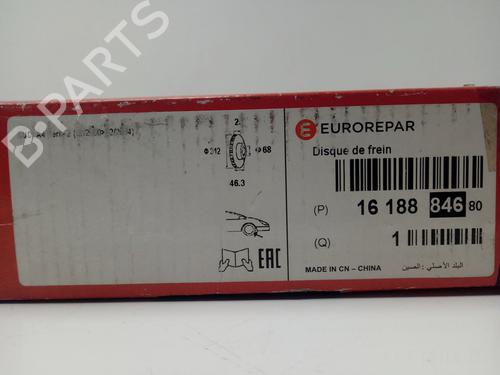 EUROREPAR
Disque de frein
Φ312
Φ68
46.3
(P) 16 188 846 80
(Q) 1
EAC
MADE IN CN – CHINA
البلد الأصلي : الصين
B-PARTS